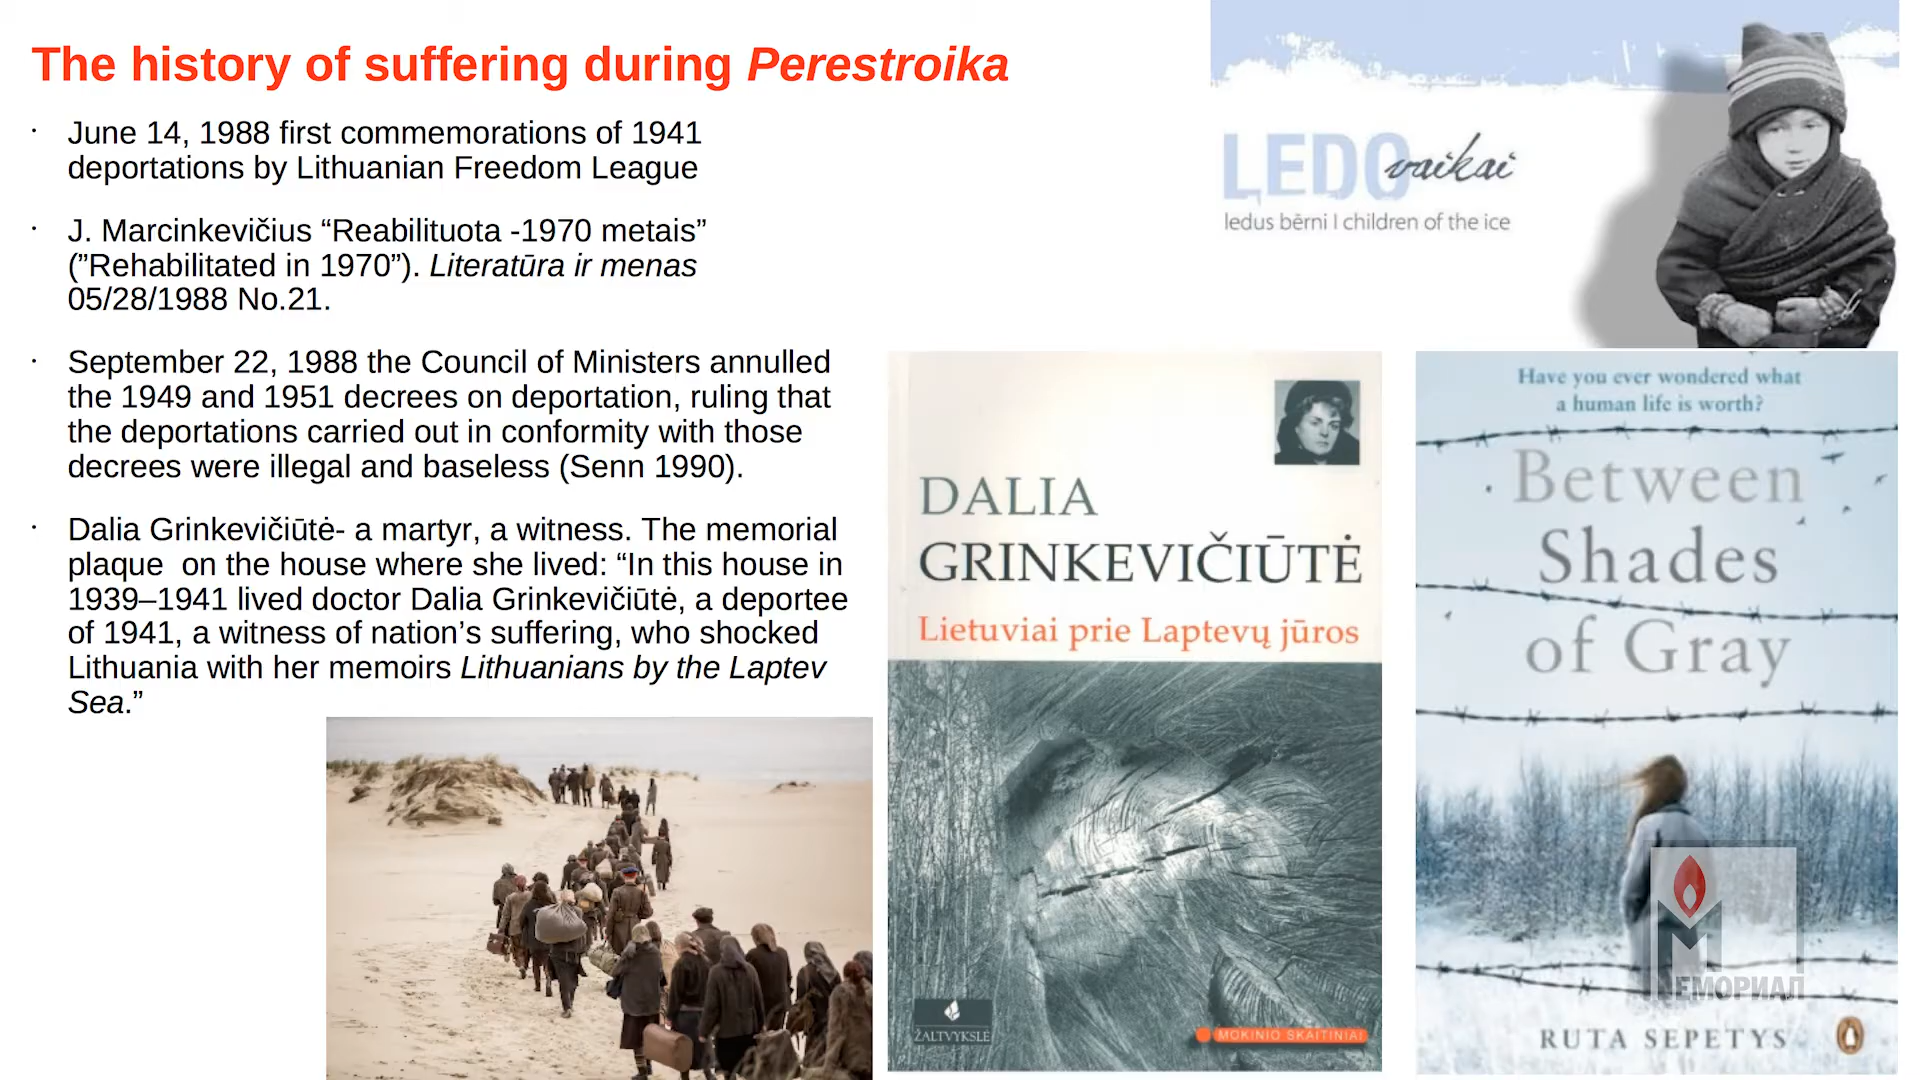 The history of suffering during Perestroika
· June 14, 1988 first commemorations of 1941
deportations by Lithuanian Freedom League
· J. Marcinkevičius “Reabilituota -1970 metais”
(”Rehabilitated in 1970”). Literatūra ir menas
05/28/1988 No.21.
· September 22, 1988 the Council of Ministers annulled
the 1949 and 1951 decrees on deportation, ruling that
the deportations carried out in conformity with those
decrees were illegal and baseless (Senn 1990).
· Dalia Grinkevičiūtė- a martyr, a witness. The memorial
plaque  on the house where she lived: “In this house in
1939–1941 lived doctor Dalia Grinkevičiūtė, a deportee
of 1941, a witness of nation’s suffering, who shocked
Lithuania with her memoirs Lithuanians by the Laptev
Sea.”
LEDO vaikai
ledus bērni I children of the ice
DALIA
GRINKEVIČIŪTĖ
Lietuviai prie Laptevų jūros
ŽALTVYKSLĖ
MOKINIO SKAITINIAI
Have you ever wondered what
a human life is worth?
Between
Shades
of Gray
RUTA SEPETYS
МЕМОРИАЛ